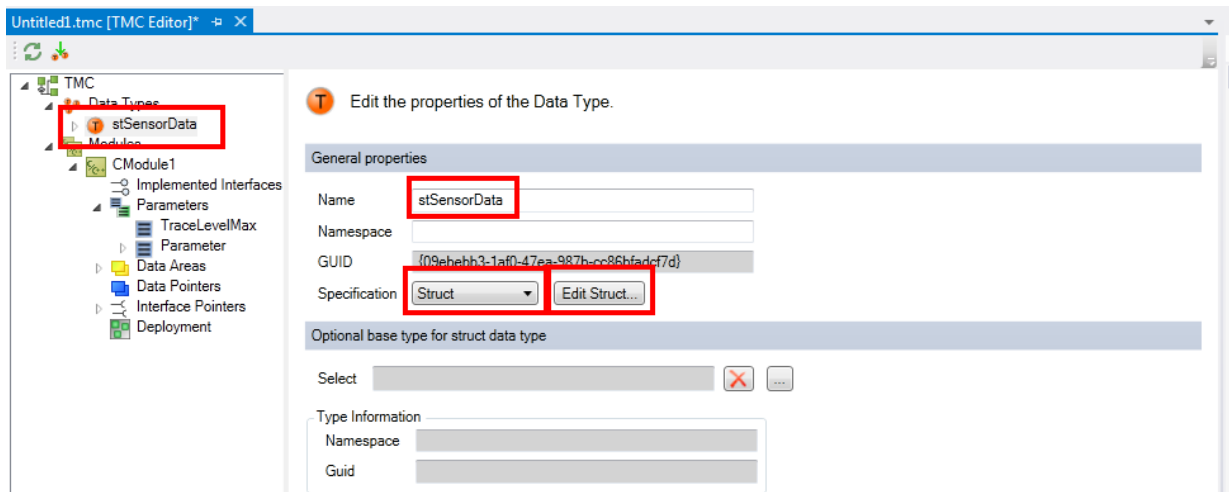 Untitled1.tmc [TMC Editor]*
TMC
Data Types
stSensorData
Modules
CModule1
Implemented Interfaces
Parameters
TraceLevelMax
Parameter
Data Areas
Data Pointers
Interface Pointers
Deployment
T Edit the properties of the Data Type.
General properties
Name stSensorData
Namespace
GUID {09ebebb3-1af0-47ea-987b-cc86bfadcf7d}
Specification Struct Edit Struct...
Optional base type for struct data type
Select ...
Type Information
Namespace
Guid